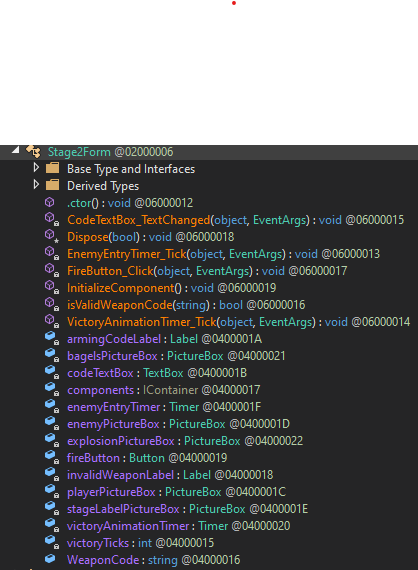 Stage2Form @02000006
Base Type and Interfaces
Derived Types
.ctor() : void @06000012
CodeTextBox_TextChanged(object, EventArgs) : void @06000015
Dispose(bool) : void @06000018
EnemyEntryTimer_Tick(object, EventArgs) : void @06000013
FireButton_Click(object, EventArgs) : void @06000017
InitializeComponent() : void @06000019
isValidWeaponCode(string) : bool @06000016
VictoryAnimationTimer_Tick(object, EventArgs) : void @06000014
armingCodeLabel : Label @0400001A
bagelsPictureBox : PictureBox @04000021
codeTextBox : TextBox @0400001B
components : IContainer @04000017
enemyEntryTimer : Timer @0400001F
enemyPictureBox : PictureBox @0400001D
explosionPictureBox : PictureBox @04000022
fireButton : Button @04000019
invalidWeaponLabel : Label @04000018
playerPictureBox : PictureBox @0400001C
stageLabelPictureBox : PictureBox @0400001E
victoryAnimationTimer : Timer @04000020
victoryTicks : int @04000015
WeaponCode : string @04000016